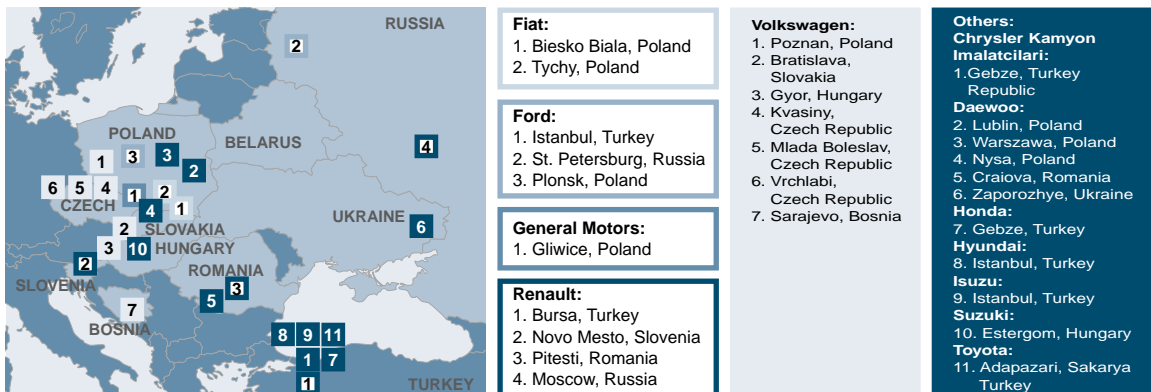 RUSSIA
2
POLAND
BELARUS
1
3
3
2
4
6
5
4
1
2
1
CZECH
4
SLOVAKIA
UKRAINE
6
2
3
10
HUNGARY
2
SLOVENIA
ROMANIA
3
5
7
BOSNIA
8
9
11
1
7
1
TURKEY
Fiat:
1. Biesko Biala, Poland
2. Tychy, Poland
Ford:
1. Istanbul, Turkey
2. St. Petersburg, Russia
3. Plonsk, Poland
General Motors:
1. Gliwice, Poland
Renault:
1. Bursa, Turkey
2. Novo Mesto, Slovenia
3. Pitesti, Romania
4. Moscow, Russia
Volkswagen:
1. Poznan, Poland
2. Bratislava,
Slovakia
3. Gyor, Hungary
4. Kvasiny,
Czech Republic
5. Mlada Boleslav,
Czech Republic
6. Vrchlabi,
Czech Republic
7. Sarajevo, Bosnia
Others:
Chrysler Kamyon
Imalatcilari:
1.Gebze, Turkey
Republic
Daewoo:
2. Lublin, Poland
3. Warszawa, Poland
4. Nysa, Poland
5. Craiova, Romania
6. Zaporozhye, Ukraine
Honda:
7. Gebze, Turkey
Hyundai:
8. Istanbul, Turkey
Isuzu:
9. Istanbul, Turkey
Suzuki:
10. Estergom, Hungary
Toyota:
11. Adapazari, Sakarya
Turkey